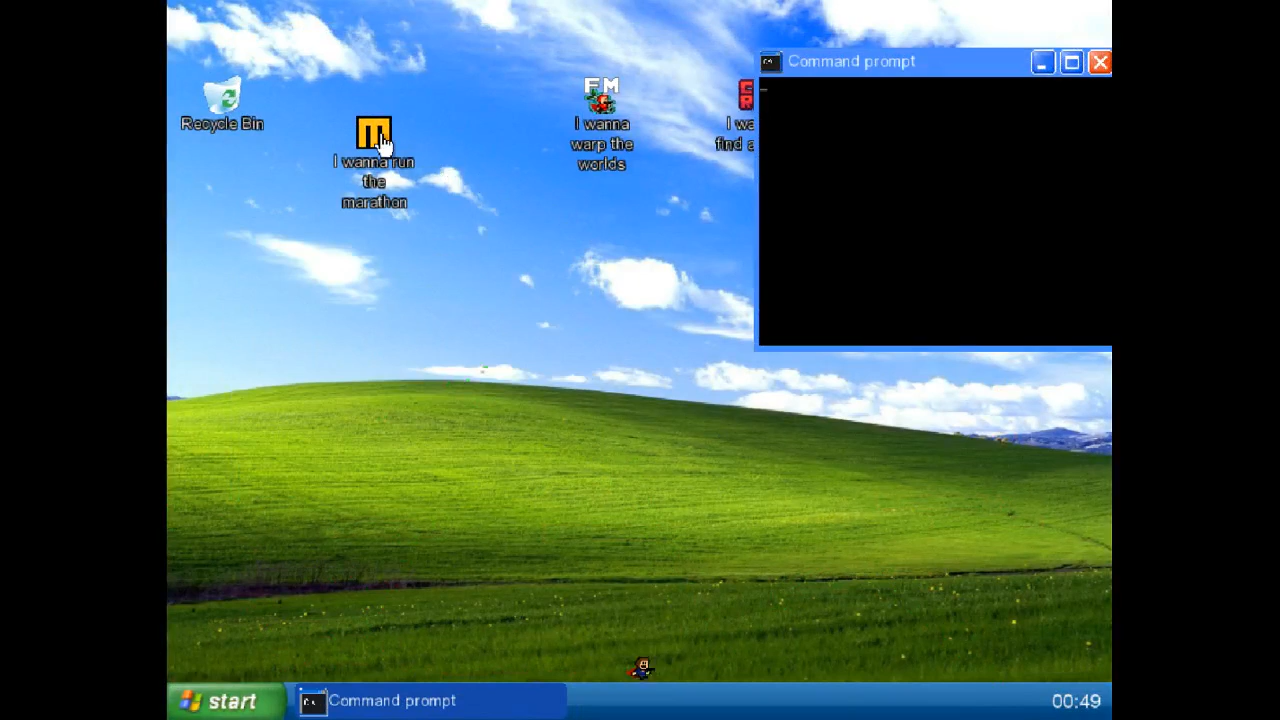 Command prompt
Recycle Bin
I wanna run
the
marathon
FM
I wanna
warp the
worlds
I wa
find a
start
Command prompt
00:49